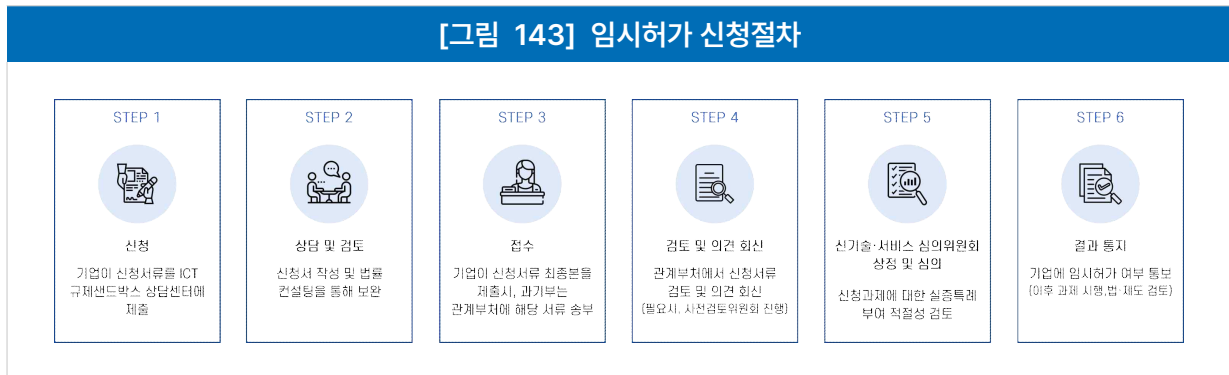 [그림 143] 임시허가 신청절차
STEP 1
신청
기업이 신청서류를 ICT
규제샌드박스 상담센터에
제출
STEP 2
상담 및 검토
신청서 작성 및 법률
컨설팅을 통해 보완
STEP 3
접수
기업이 신청서류 최종본을
제출시, 과기부는
관계부처에 해당 서류 송부
STEP 4
검토 및 의견 회신
관계부처에서 신청서류
검토 및 의견 회신
(필요시, 사전검토위원회 진행)
STEP 5
신기술·서비스 심의위원회
상정 및 심의
신청과제에 대한 실증특례
부여 적절성 검토
STEP 6
결과 통지
기업에 임시허가 여부 통보
(이후 과제 시행,법·제도 검토)